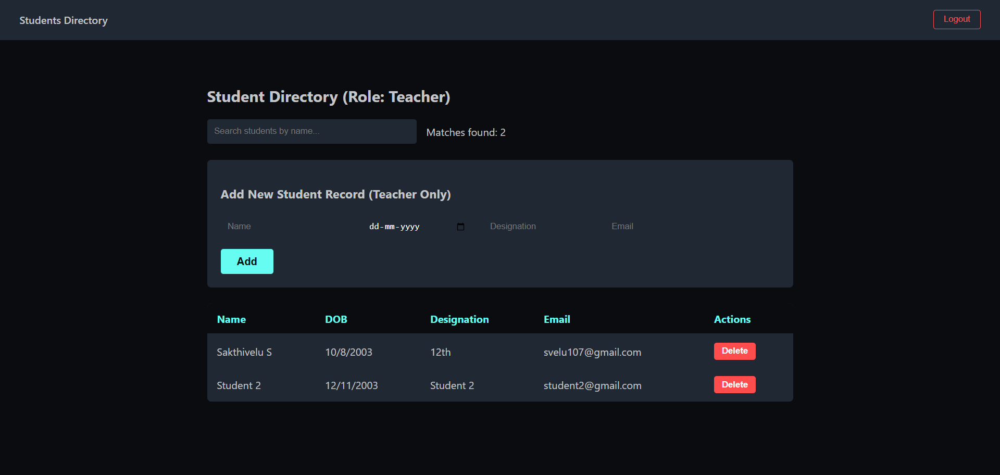 Students Directory
Logout
Student Directory (Role: Teacher)
Search students by name...
Matches found: 2
Add New Student Record (Teacher Only)
Name dd-mm-yyyy Designation Email
Add
Name DOB Designation Email Actions
Sakthivelu S 10/8/2003 12th svelu107@gmail.com Delete
Student 2 12/11/2003 Student 2 student2@gmail.com Delete